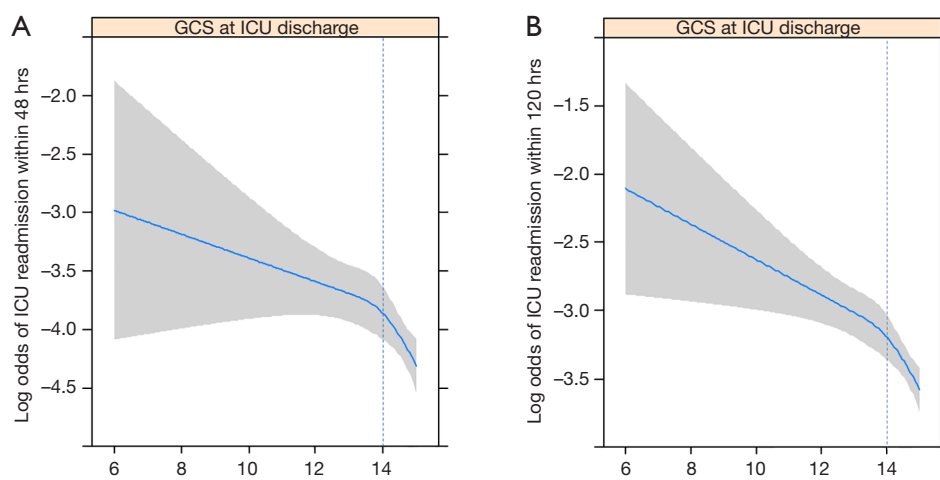 A
GCS at ICU discharge
Log odds of ICU readmission within 48 hrs
−2.0
−2.5
−3.0
−3.5
−4.0
−4.5
6 8 10 12 14
B
GCS at ICU discharge
Log odds of ICU readmission within 120 hrs
−1.5
−2.0
−2.5
−3.0
−3.5
6 8 10 12 14